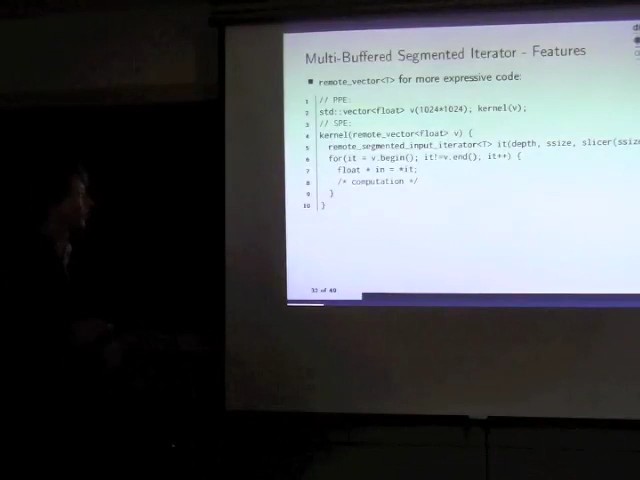 Multi-Buffered Segmented Iterator - Features
remote_vector<T> for more expressive code:
1 // PPE:
2 std::vector<float> v(1024*1024), kernel(v);
3 // SPE:
4 kernel(remote_vector<float> v) {
5 remote_segmented_input_iterator<T> it(depth, ssize, slicer(ssize
6 for(it = v.begin(); it!=v.end(); it++) {
7 float * in = *it;
8 /* computation */
9 }
10 }
of 40